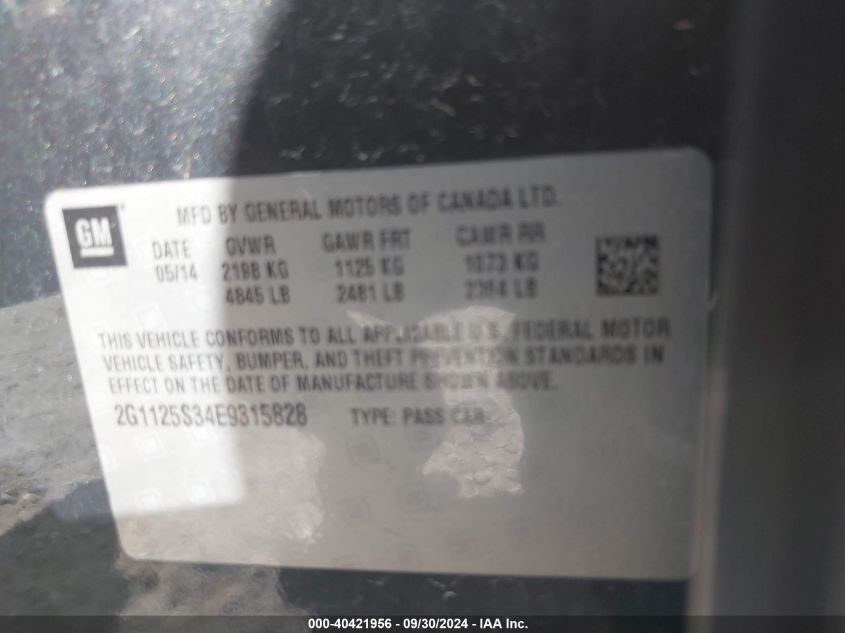 GM
MFD BY GENERAL MOTORS OF CANADA LTD.
DATE GVWR GAWR FRT GAWR RR
05/14 2198 KG 1125 KG 1073 KG
4845 LB 2481 LB LB
THIS VEHICLE CONFORMS TO ALL APPLICABLE U.S. FEDERAL MOTOR
VEHICLE SAFETY, BUMPER, AND THEFT PREVENTION STANDARDS IN
EFFECT ON THE DATE OF MANUFACTURE SHOWN ABOVE.
2G1125S34E9315828 TYPE: PASS CAR
000-40421956 - 09/30/2024 - IAA Inc.